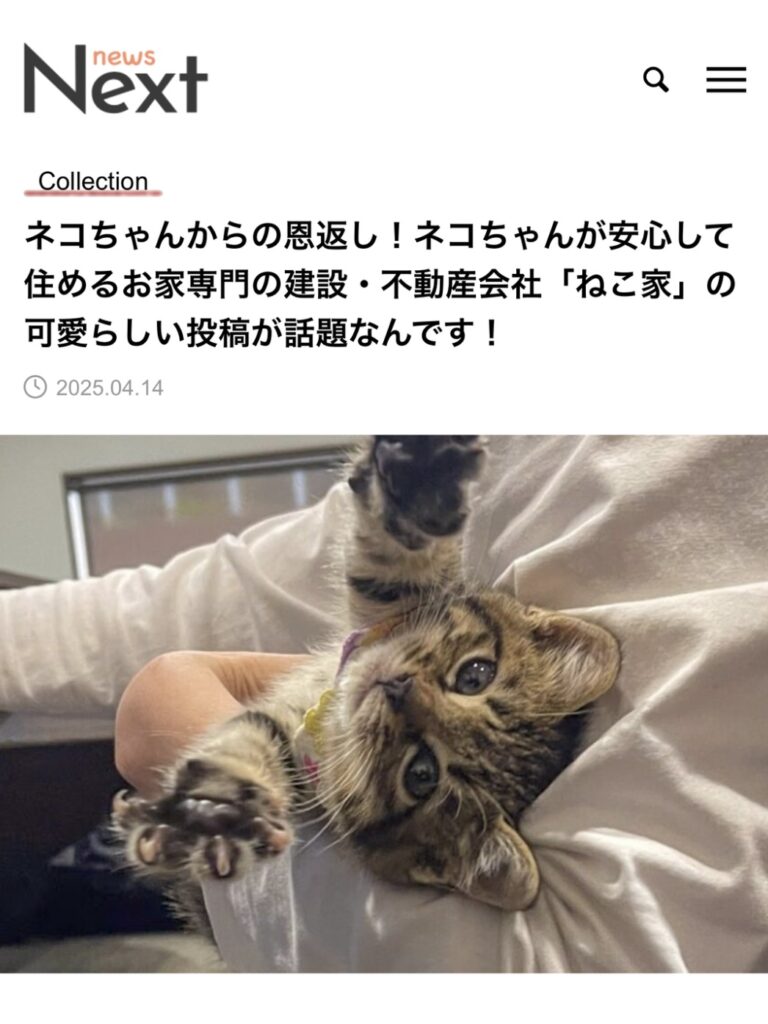 news
Next
Collection
ネコちゃんからの恩返し！ネコちゃんが安心して
住めるお家専門の建設・不動産会社「ねこ家」の
可愛らしい投稿が話題なんです！
2025.04.14